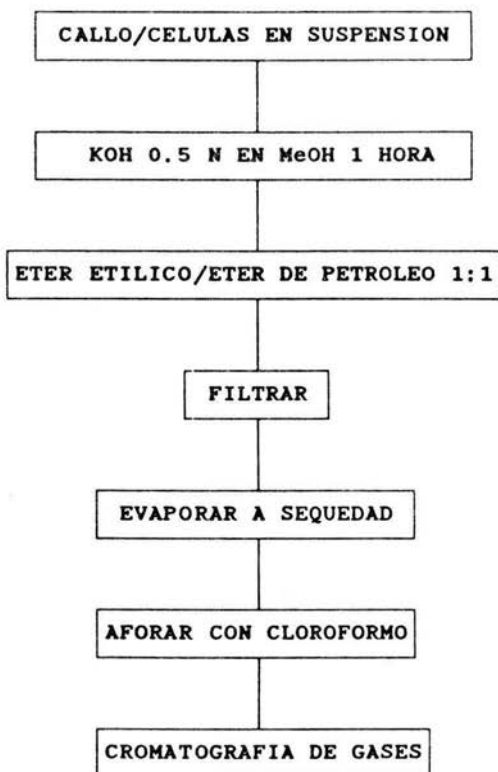 CALLO/CELULAS EN SUSPENSION
KOH 0.5 N EN MeOH 1 HORA
ETER ETILICO/ETER DE PETROLEO 1:1
FILTRAR
EVAPORAR A SEQUEDAD
AFORAR CON CLOROFORMO
CROMATOGRAFIA DE GASES